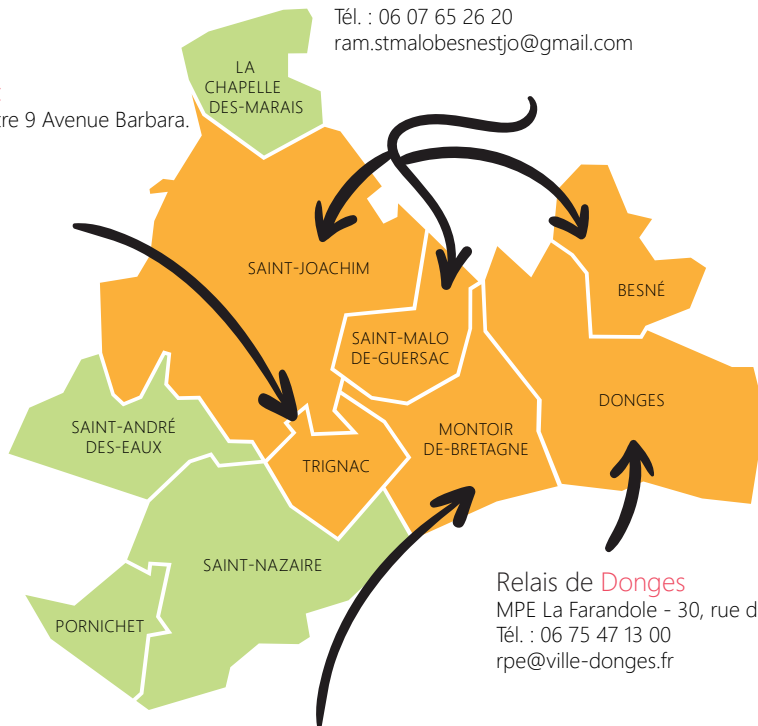 Tél. : 06 07 65 26 20
ram.stmalobesnestjo@gmail.com
9 Avenue Barbara.
LA
CHAPELLE
DES-MARAIS
SAINT-JOACHIM
BESNÉ
SAINT-MALO
DE-GUERSAC
DONGES
SAINT-ANDRÉ
DES-EAUX
MONTOIR
DE-BRETAGNE
TRIGNAC
SAINT-NAZAIRE
PORNICHET
Relais de Donges
MPE La Farandole - 30, rue d
Tél. : 06 75 47 13 00
rpe@ville-donges.fr